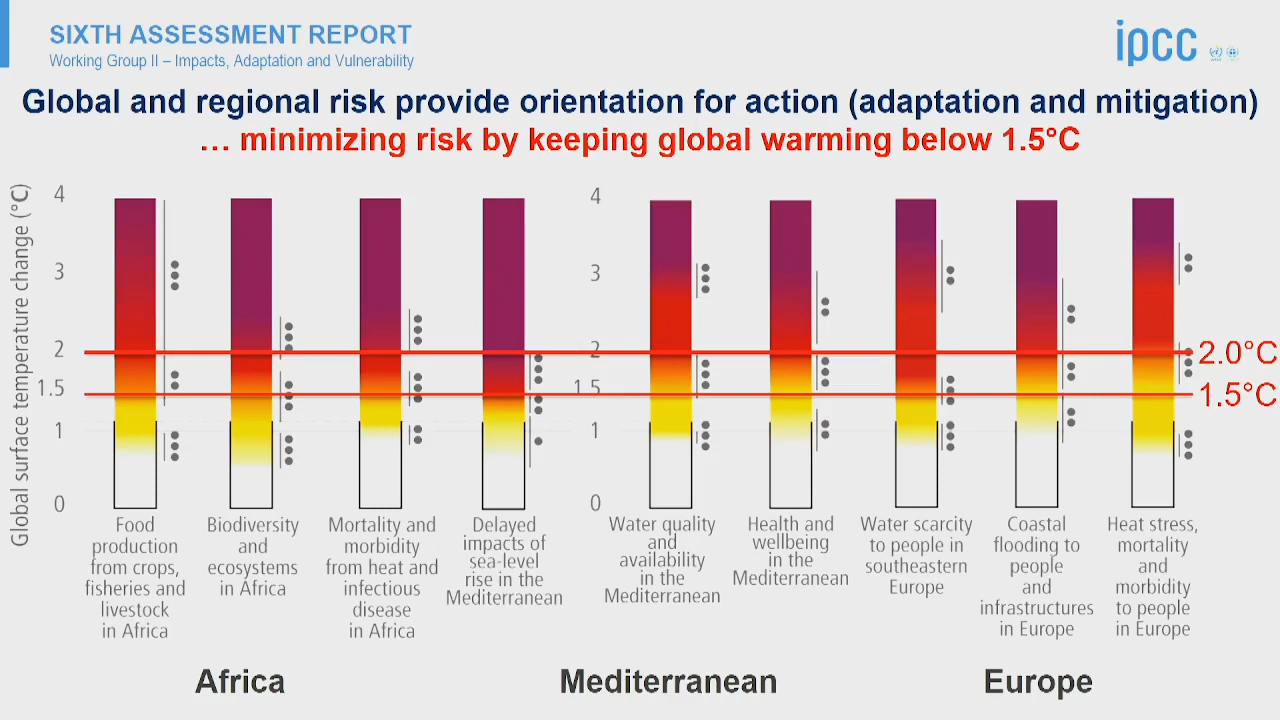 SIXTH ASSESSMENT REPORT
Working Group II – Impacts, Adaptation and Vulnerability
ipcc
Global and regional risk provide orientation for action (adaptation and mitigation)
… minimizing risk by keeping global warming below 1.5°C
Global surface temperature change (°C)
4
3
2
1.5
1
0
4
3
2
1.5
1
0
2.0°C
1.5°C
Food
production
from crops,
fisheries and
livestock
in Africa
Biodiversity
and
ecosystems
in Africa
Mortality and
morbidity
from heat and
infectious
disease
in Africa
Delayed
impacts of
sea-level
rise in the
Mediterranean
Water quality
and
availability
in the
Mediterranean
Health and
wellbeing
in the
Mediterranean
Water scarcity
to people in
southeastern
Europe
Coastal
flooding to
people
and
infrastructures
in Europe
Heat stress,
mortality
and
morbidity
to people
in Europe
Africa
Mediterranean
Europe